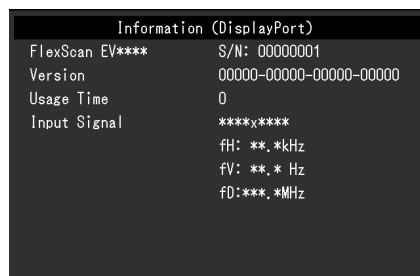 Information (DisplayPort)
FlexScan EV**** S/N: 00000001
Version 00000-00000-00000-00000
Usage Time 0
Input Signal ****x****
fH: **.*kHz
fV: **.* Hz
fD:***.*MHz